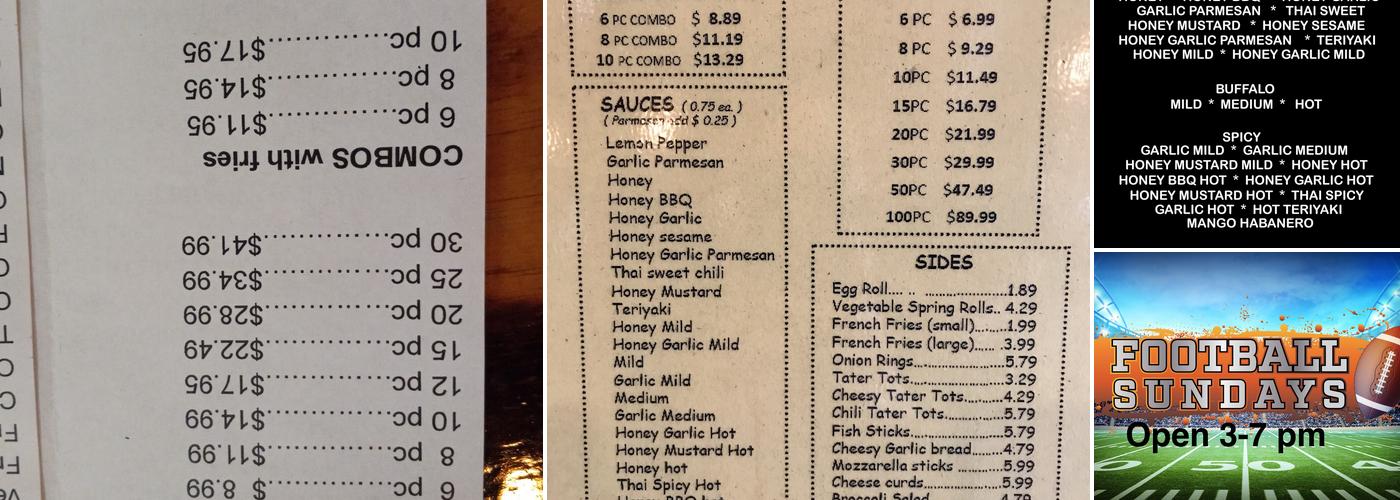 6 pc..............$ 8.99
8 pc..............$11.99
10 pc.............$14.99
12 pc.............$17.95
15 pc.............$22.49
20 pc.............$28.99
25 pc.............$34.99
30 pc.............$41.99
COMBOS with fries
6 pc..............$11.95
8 pc..............$14.95
10 pc.............$17.95
6 PC COMBO $ 8.89
8 PC COMBO $11.19
10 PC COMBO $13.29
SAUCES ( 0.75 ea. )
( Parmesan add $ 0.25 )
Lemon Pepper
Garlic Parmesan
Honey
Honey BBQ
Honey Garlic
Honey sesame
Honey Garlic Parmesan
Thai sweet chili
Honey Mustard
Teriyaki
Honey Mild
Honey Garlic Mild
Mild
Garlic Mild
Medium
Garlic Medium
Honey Garlic Hot
Honey Mustard Hot
Honey hot
Thai Spicy Hot
Honey BBQ hot
6 PC $ 6.99
8 PC $ 9.29
10PC $11.49
15PC $16.79
20PC $21.99
30PC $29.99
50PC $47.49
100PC $89.99
SIDES
Egg Roll.... .. .....................1.89
Vegetable Spring Rolls.. 4.29
French Fries (small).........1.99
French Fries (large)...... .3.99
Onion Rings.......................5.79
Tater Tots.........................3.29
Cheesy Tater Tots............4.29
Chili Tater Tots................5.79
Fish Sticks........................5.79
Cheesy Garlic bread.........4.79
Mozzarella sticks ............5.99
Cheese curds....................5.99
Broccoli Salad 4.79
GARLIC PARMESAN * THAI SWEET
HONEY MUSTARD * HONEY SESAME
HONEY GARLIC PARMESAN * TERIYAKI
HONEY MILD * HONEY GARLIC MILD
BUFFALO
MILD * MEDIUM * HOT
SPICY
GARLIC MILD * GARLIC MEDIUM
HONEY MUSTARD MILD * HONEY HOT
HONEY BBQ HOT * HONEY GARLIC HOT
HONEY MUSTARD HOT * THAI SPICY
GARLIC HOT * HOT TERIYAKI
MANGO HABANERO
FOOTBALL
SUNDAYS
Open 3-7 pm
50